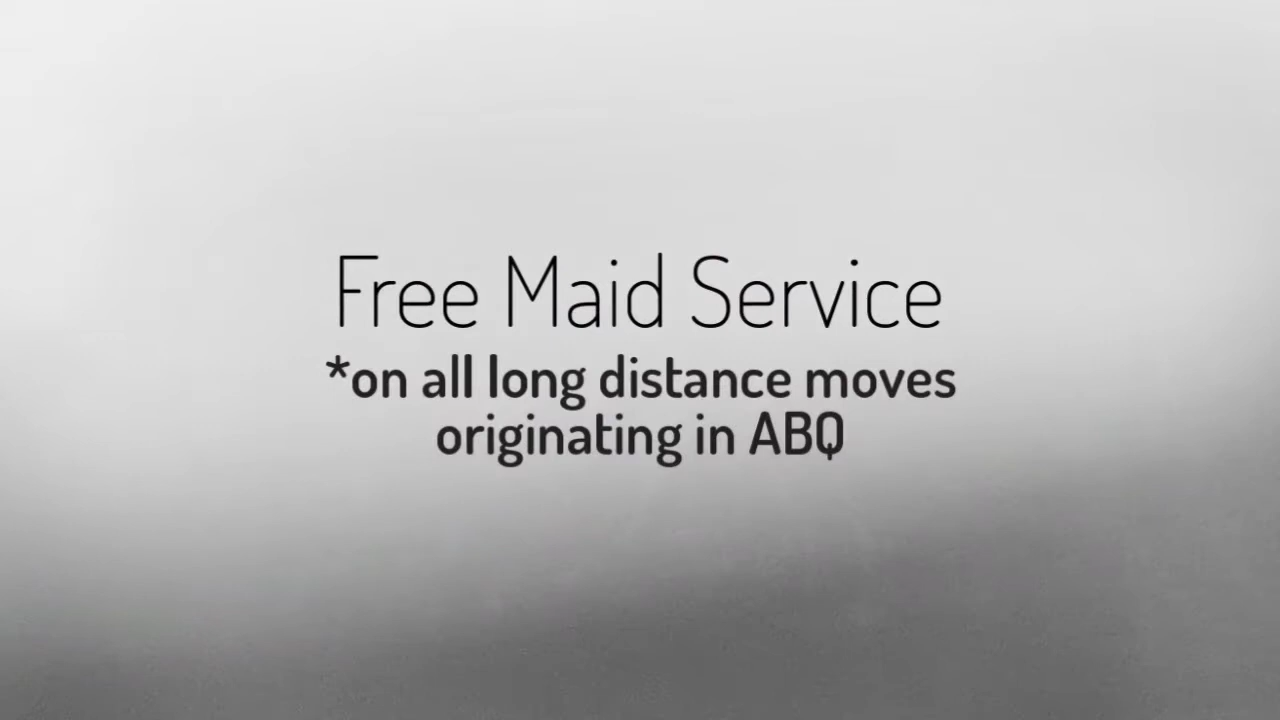 Free Maid Service
*on all long distance moves
originating in ABQ